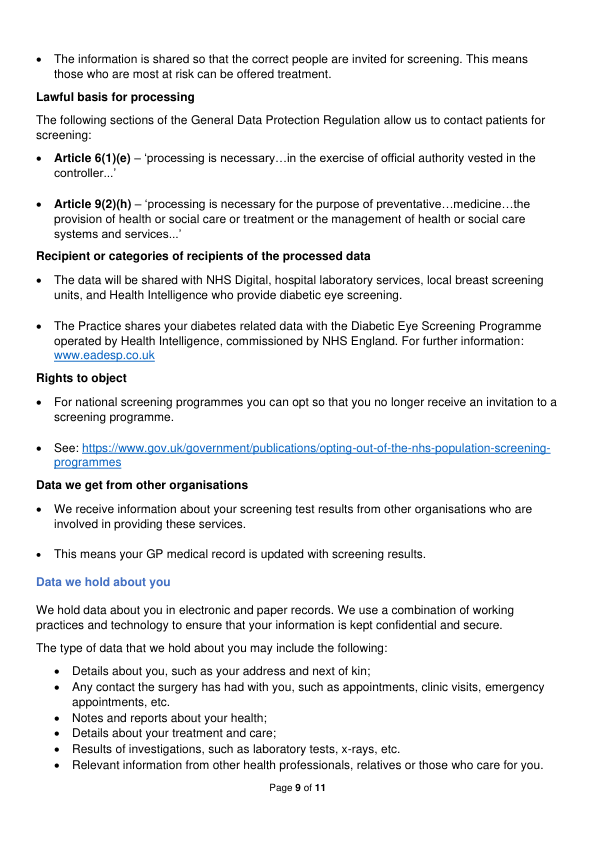 • The information is shared so that the correct people are invited for screening. This means
those who are most at risk can be offered treatment.
Lawful basis for processing
The following sections of the General Data Protection Regulation allow us to contact patients for
screening:
• Article 6(1)(e) – ‘processing is necessary…in the exercise of official authority vested in the
controller...’
• Article 9(2)(h) – ‘processing is necessary for the purpose of preventative…medicine…the
provision of health or social care or treatment or the management of health or social care
systems and services...’
Recipient or categories of recipients of the processed data
• The data will be shared with NHS Digital, hospital laboratory services, local breast screening
units, and Health Intelligence who provide diabetic eye screening.
• The Practice shares your diabetes related data with the Diabetic Eye Screening Programme
operated by Health Intelligence, commissioned by NHS England. For further information:
www.eadesp.co.uk
Rights to object
• For national screening programmes you can opt so that you no longer receive an invitation to a
screening programme.
• See: https://www.gov.uk/government/publications/opting-out-of-the-nhs-population-screening-
programmes
Data we get from other organisations
• We receive information about your screening test results from other organisations who are
involved in providing these services.
• This means your GP medical record is updated with screening results.
Data we hold about you
We hold data about you in electronic and paper records. We use a combination of working
practices and technology to ensure that your information is kept confidential and secure.
The type of data that we hold about you may include the following:
• Details about you, such as your address and next of kin;
• Any contact the surgery has had with you, such as appointments, clinic visits, emergency
appointments, etc.
• Notes and reports about your health;
• Details about your treatment and care;
• Results of investigations, such as laboratory tests, x-rays, etc.
• Relevant information from other health professionals, relatives or those who care for you.
Page 9 of 11